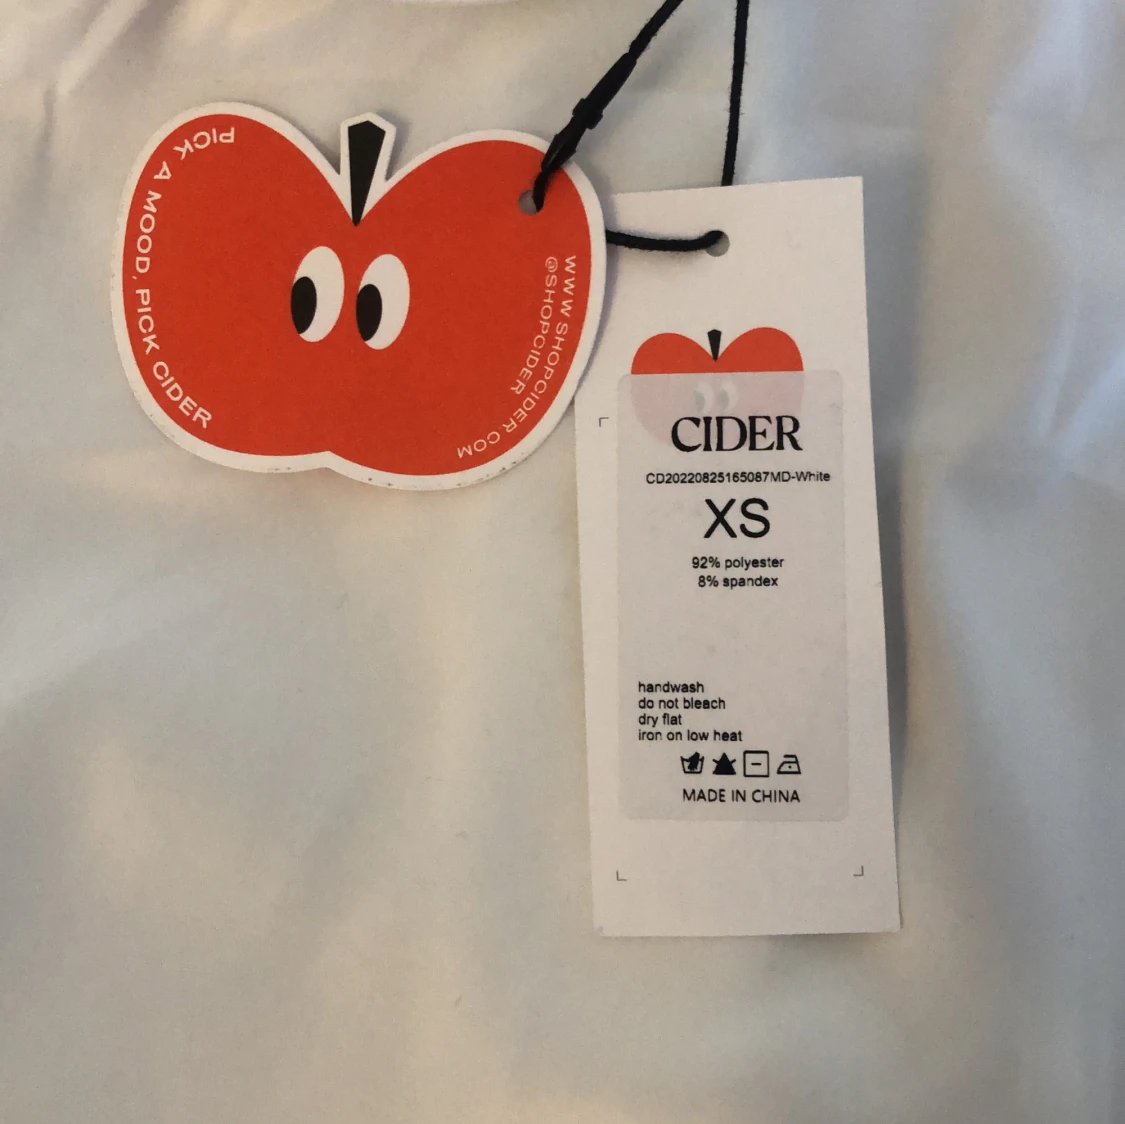 PICK A MOOD, PICK CIDER
WWW SHOPCIDER.COM
@SHOPCIDER
CIDER
CD20220825165087MD-White
XS
92% polyester
8% spandex
handwash
do not bleach
dry flat
iron on low heat
MADE IN CHINA